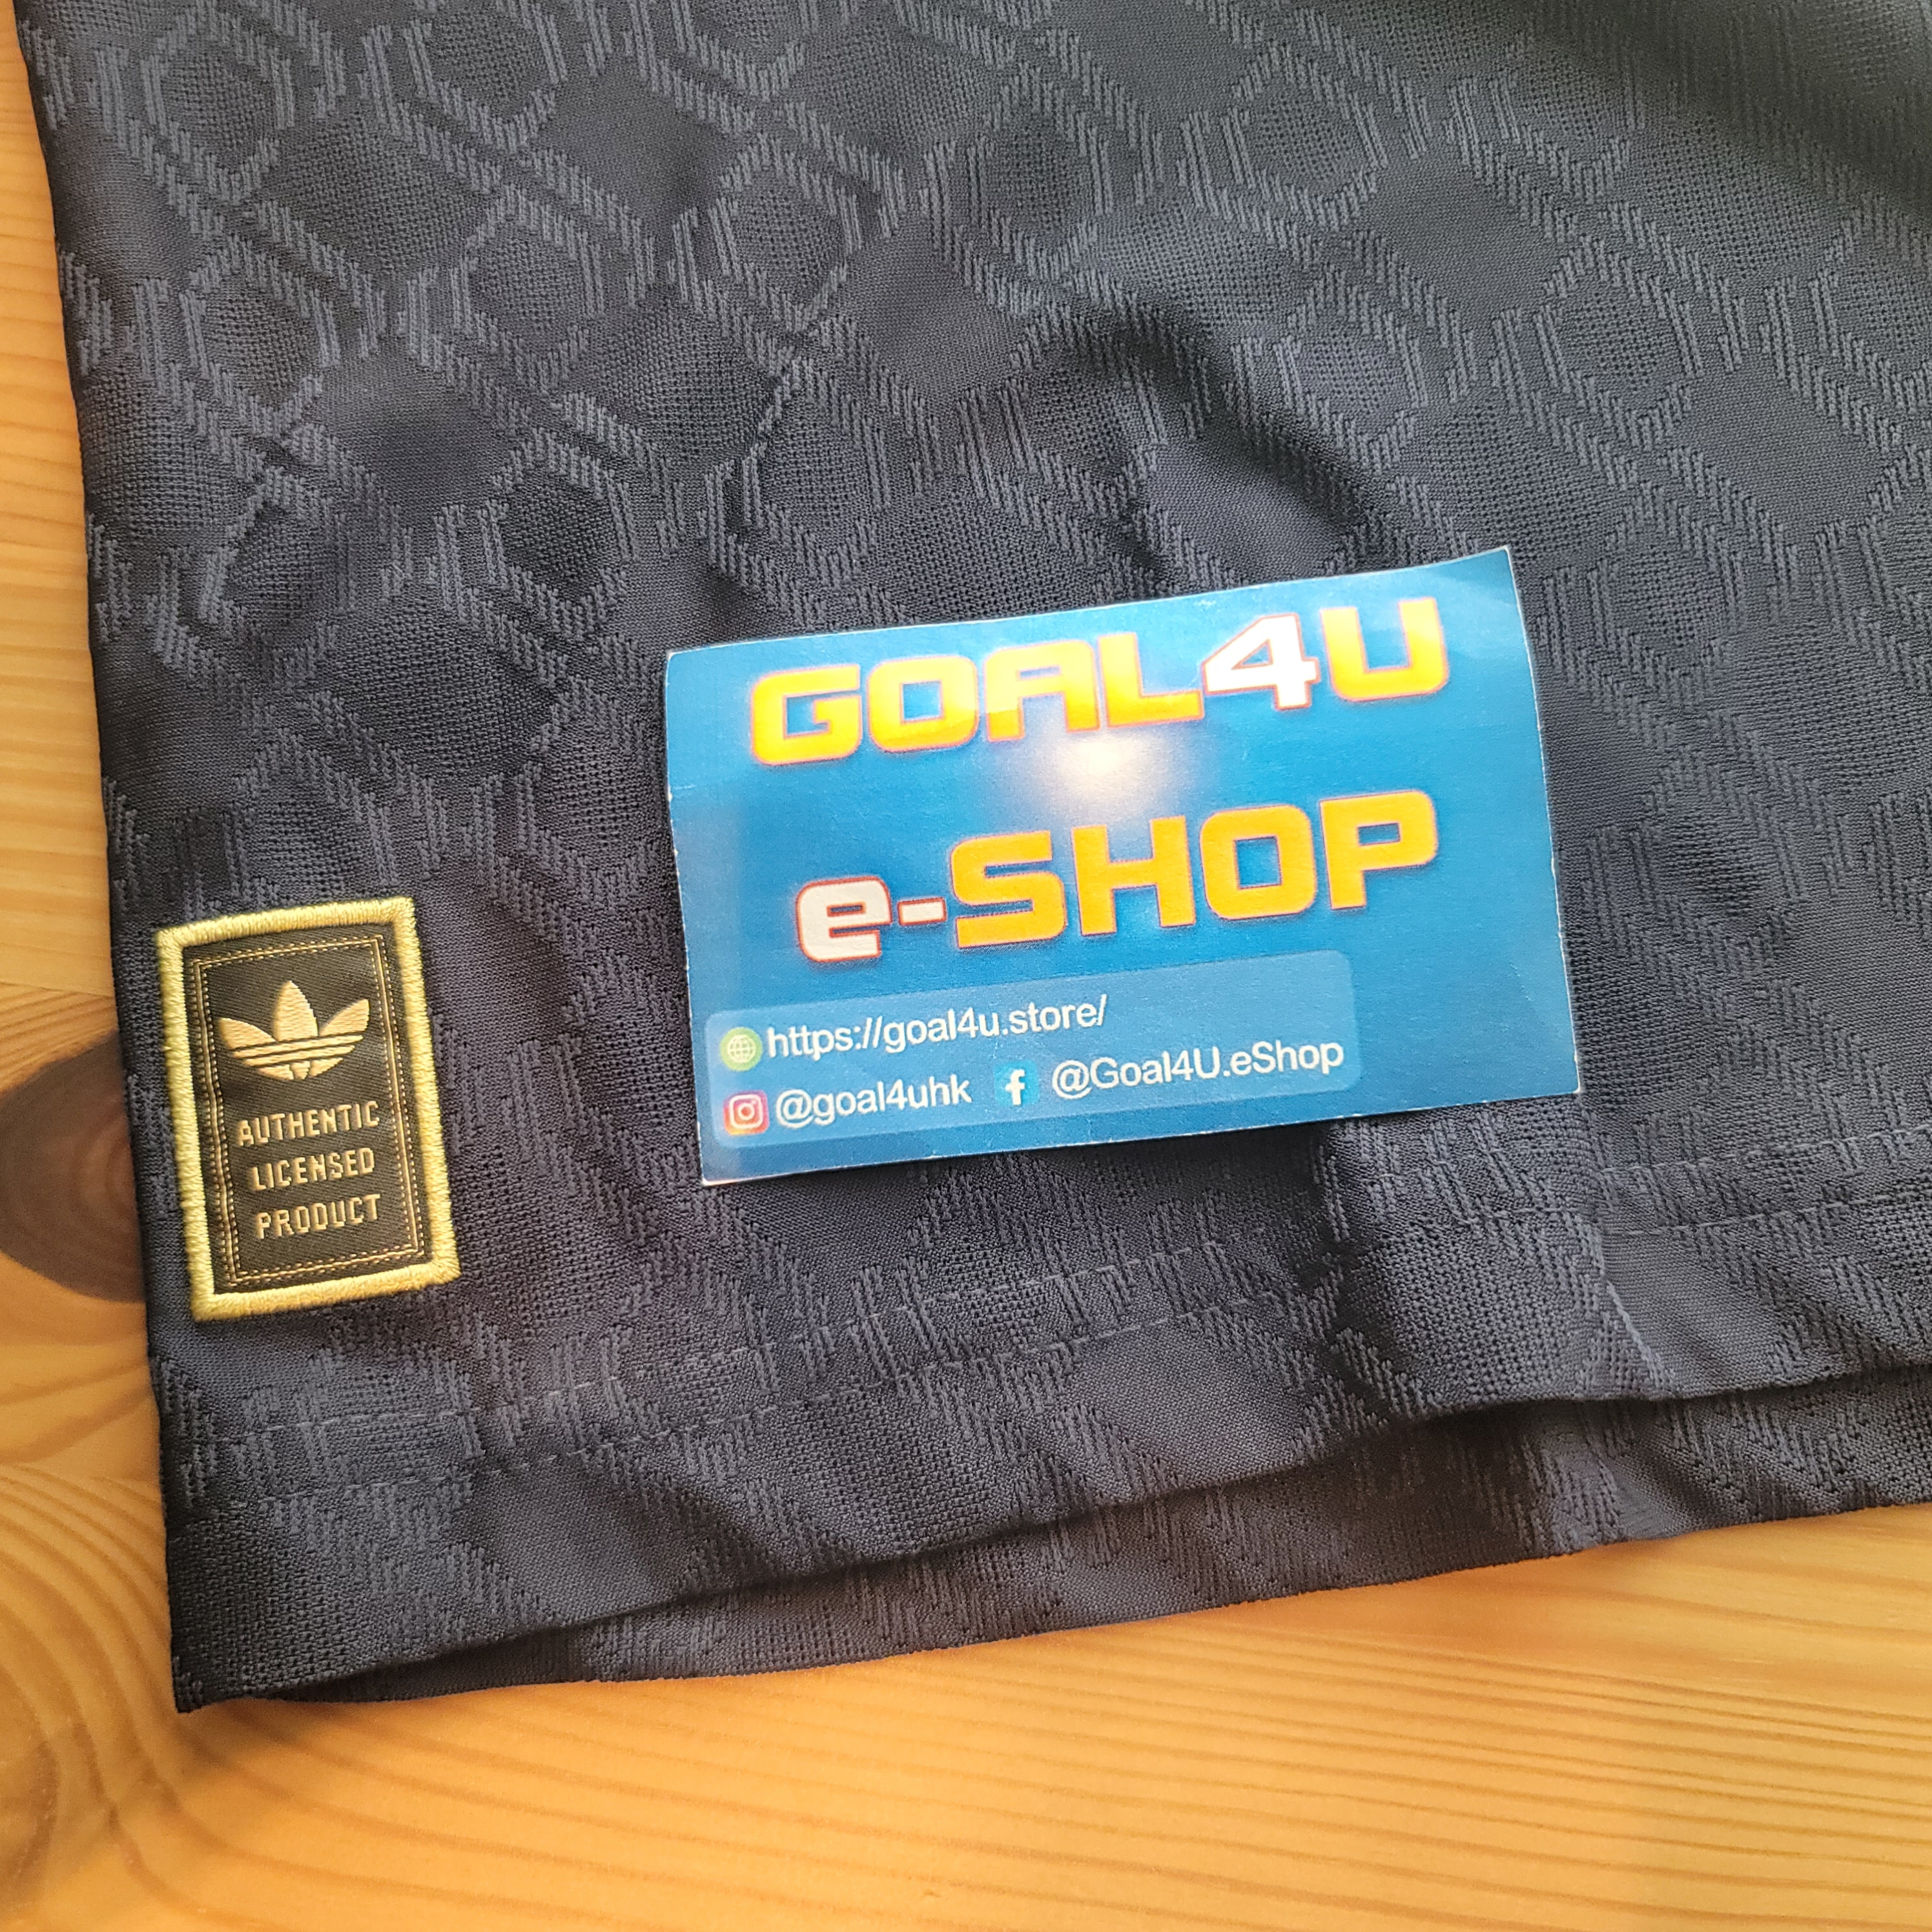 GOAL4U
e-SHOP
https://goal4u.store/
@goal4uhk @Goal4U.eShop
AUTHENTIC
LICENSED
PRODUCT